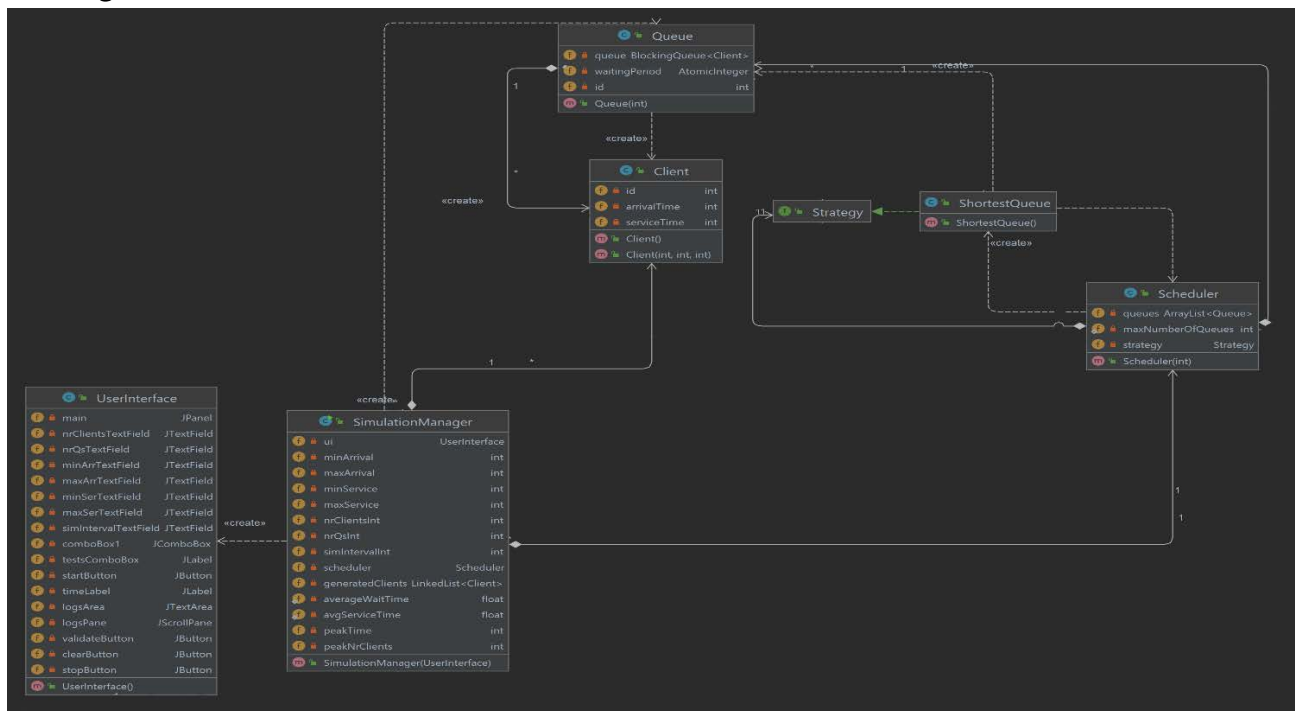 Queue
queue BlockingQueue<Client>
waitingPeriod AtomicInteger
id int
Queue(int)
«create»
1
*
1
«create»
*
«create»
Client
id int
arrivalTime int
serviceTime int
Client()
Client(int, int, int)
«create»
11
Strategy
ShortestQueue
ShortestQueue()
«create»
Scheduler
queues ArrayList<Queue>
maxNumberOfQueues int
strategy Strategy
Scheduler(int)
1
*
«create»
UserInterface
main JPanel
nrClientsTextField JTextField
nrQsTextField JTextField
minArrTextField JTextField
maxArrTextField JTextField
minSerTextField JTextField
maxSerTextField JTextField
simIntervalTextField JTextField
comboBox1 JComboBox
testsComboBox JLabel
startButton JButton
timeLabel JLabel
logsArea JTextArea
logsPane JScrollPane
validateButton JButton
clearButton JButton
stopButton JButton
UserInterface()
«create»
SimulationManager
ui UserInterface
minArrival int
maxArrival int
minService int
maxService int
nrClientsInt int
nrQsInt int
simIntervalInt int
scheduler Scheduler
generatedClients LinkedList<Client>
averageWaitTime float
avgServiceTime float
peakTime int
peakNrClients int
SimulationManager(UserInterface)
1
1